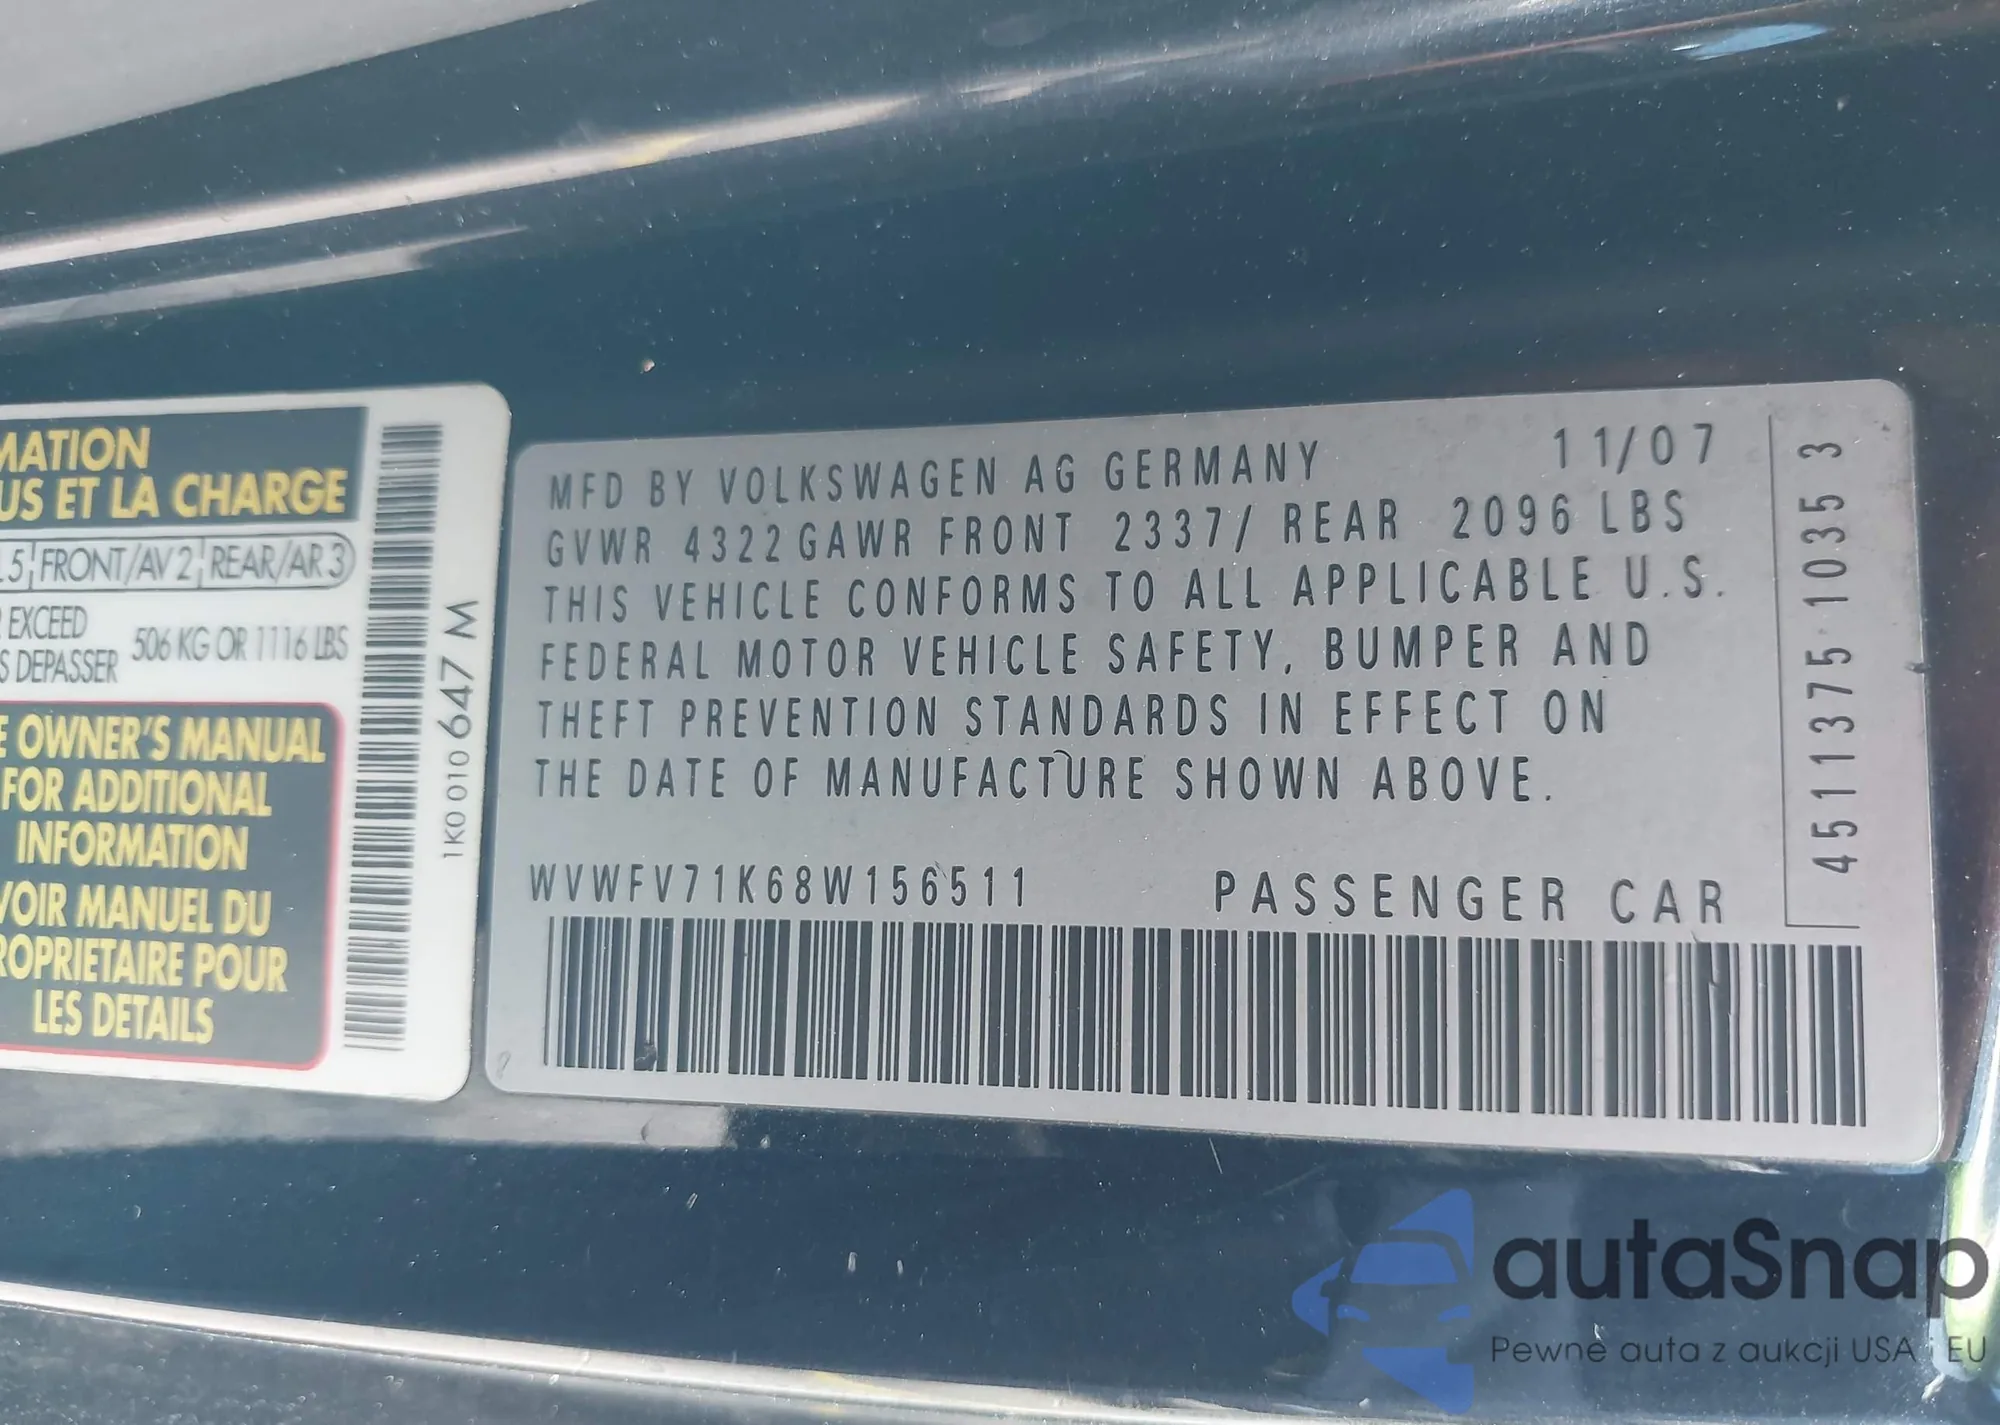 MATION
US ET LA CHARGE
5 FRONT/AV 2 REAR/AR 3
EXCEED
DEPASSER
506 KG OR 1116 LBS
OWNER'S MANUAL
FOR ADDITIONAL
INFORMATION
VOIR MANUEL DU
ROPRIETAIRE POUR
LES DETAILS
1K0 010 647 M
MFD BY VOLKSWAGEN AG GERMANY 11/07
GVWR 4322 GAWR FRONT 2337/ REAR 2096 LBS
THIS VEHICLE CONFORMS TO ALL APPLICABLE U.S.
FEDERAL MOTOR VEHICLE SAFETY, BUMPER AND
THEFT PREVENTION STANDARDS IN EFFECT ON
THE DATE OF MANUFACTURE SHOWN ABOVE.
WVWFV71K68W156511 PASSENGER CAR
4511375 10353 3
autaSnap
Pewne auta z aukcji USA i EU